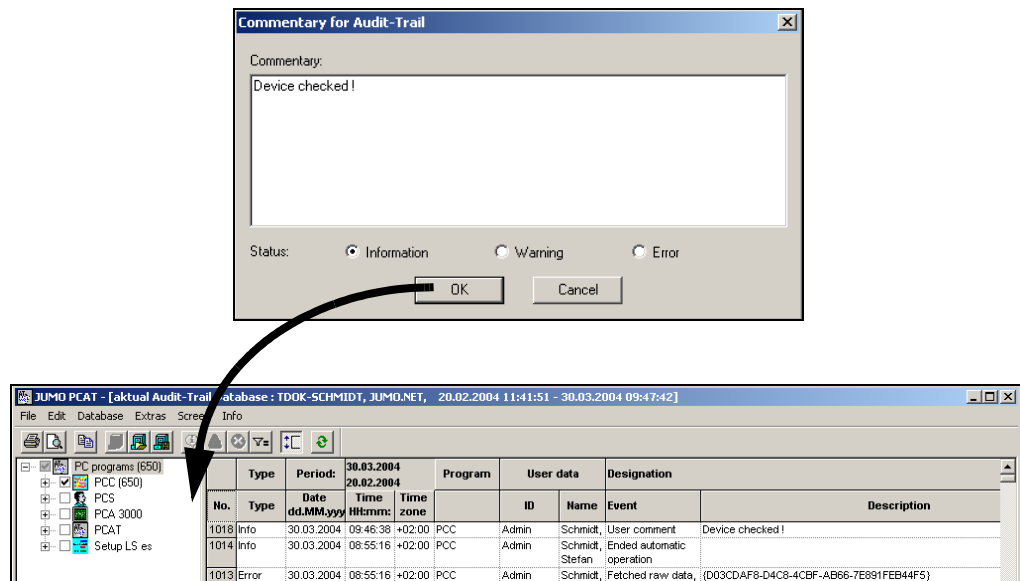 Commentary for Audit-Trail
Commentary:
Device checked !
Status: Information Warning Error
OK Cancel
JUMO PCAT - [aktual Audit-Trail database : TDOK-SCHMIDT, JUMO.NET, 20.02.2004 11:41:51 - 30.03.2004 09:47:42]
File Edit Database Extras Screen Info
PC programs (650)
PCC (650)
PCS
PCA 3000
PCAT
Setup LS es
Type Period: 30.03.2004 Program User data Designation
20.02.2004
No. Type Date Time Time ID Name Event Description
dd.MM.yyy HH:mm: zone
1018 Info 30.03.2004 09:46:38 +02:00 PCC Admin Schmidt, User comment Device checked !
1014 Info 30.03.2004 08:55:16 +02:00 PCC Admin Schmidt, Ended automatic
Stefan operation
1013 Error 30.03.2004 08:55:16 +02:00 PCC Admin Schmidt, Fetched raw data, {D03CDAF8-D4C8-4CBF-AB66-7E891FEB44F5}